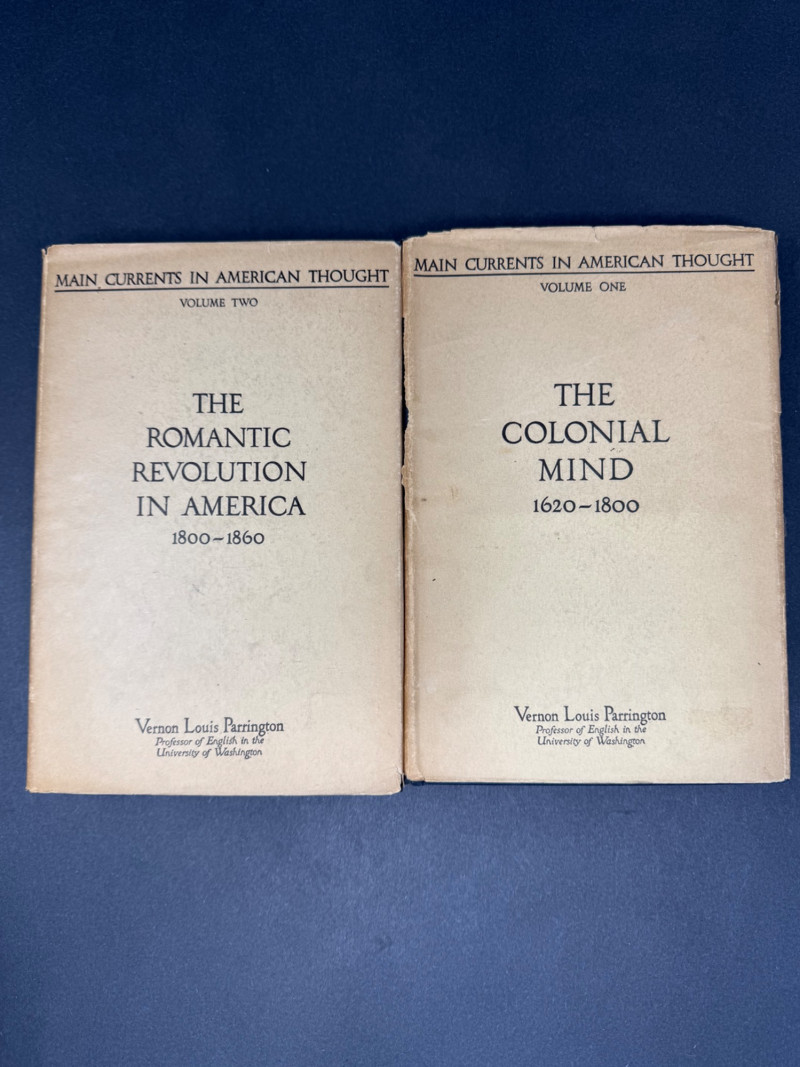 MAIN CURRENTS IN AMERICAN THOUGHT
VOLUME TWO
THE
ROMANTIC
REVOLUTION
IN AMERICA
1800-1860
Vernon Louis Parrington
Professor of English in the
University of Washington
MAIN CURRENTS IN AMERICAN THOUGHT
VOLUME ONE
THE
COLONIAL
MIND
1620-1800
Vernon Louis Parrington
Professor of English in the
University of Washington